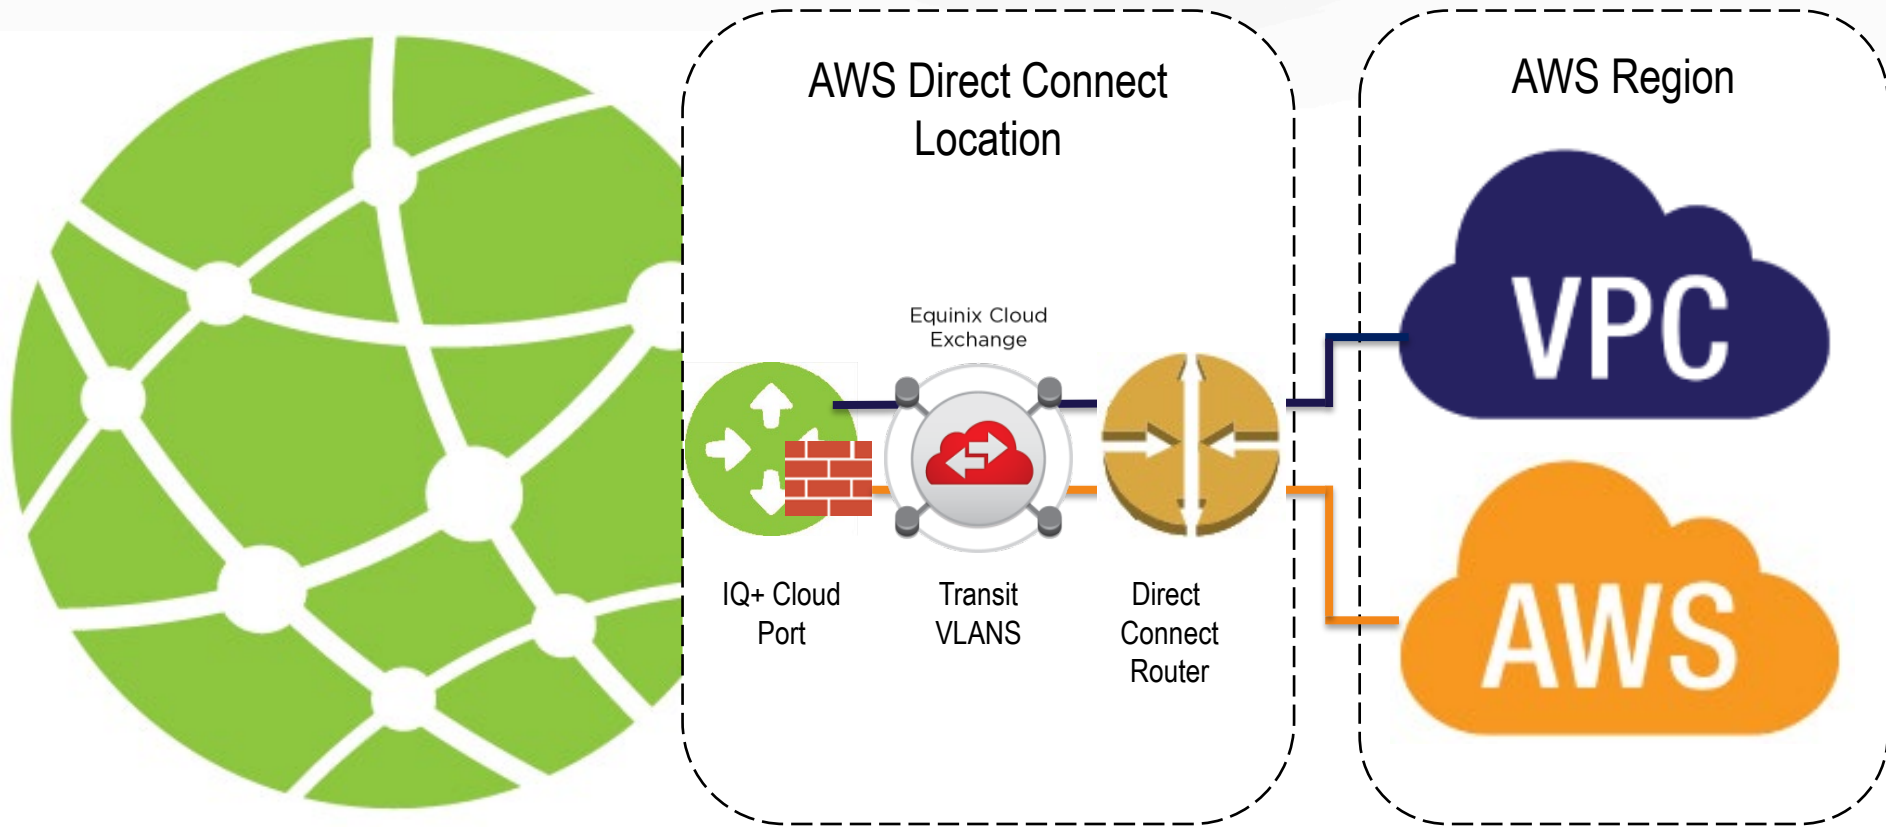 AWS Direct Connect
Location
AWS Region
Equinix Cloud
Exchange
VPC
AWS
IQ+ Cloud
Port
Transit
VLANS
Direct
Connect
Router